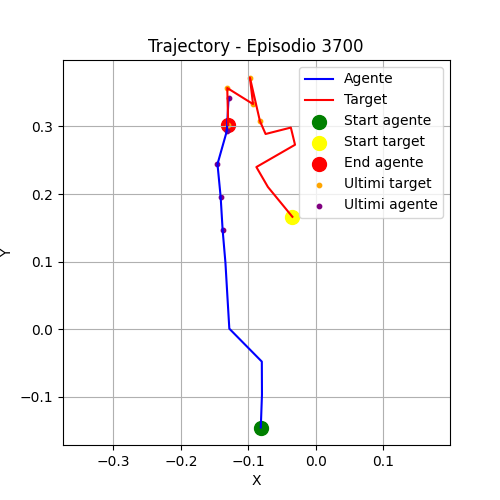 Trajectory - Episodio 3700
Agente
Target
Start agente
Start target
End agente
Ultimi target
Ultimi agente
0.3
0.2
0.1
0.0
−0.1
Y
−0.3
−0.2
−0.1
0.0
0.1
X